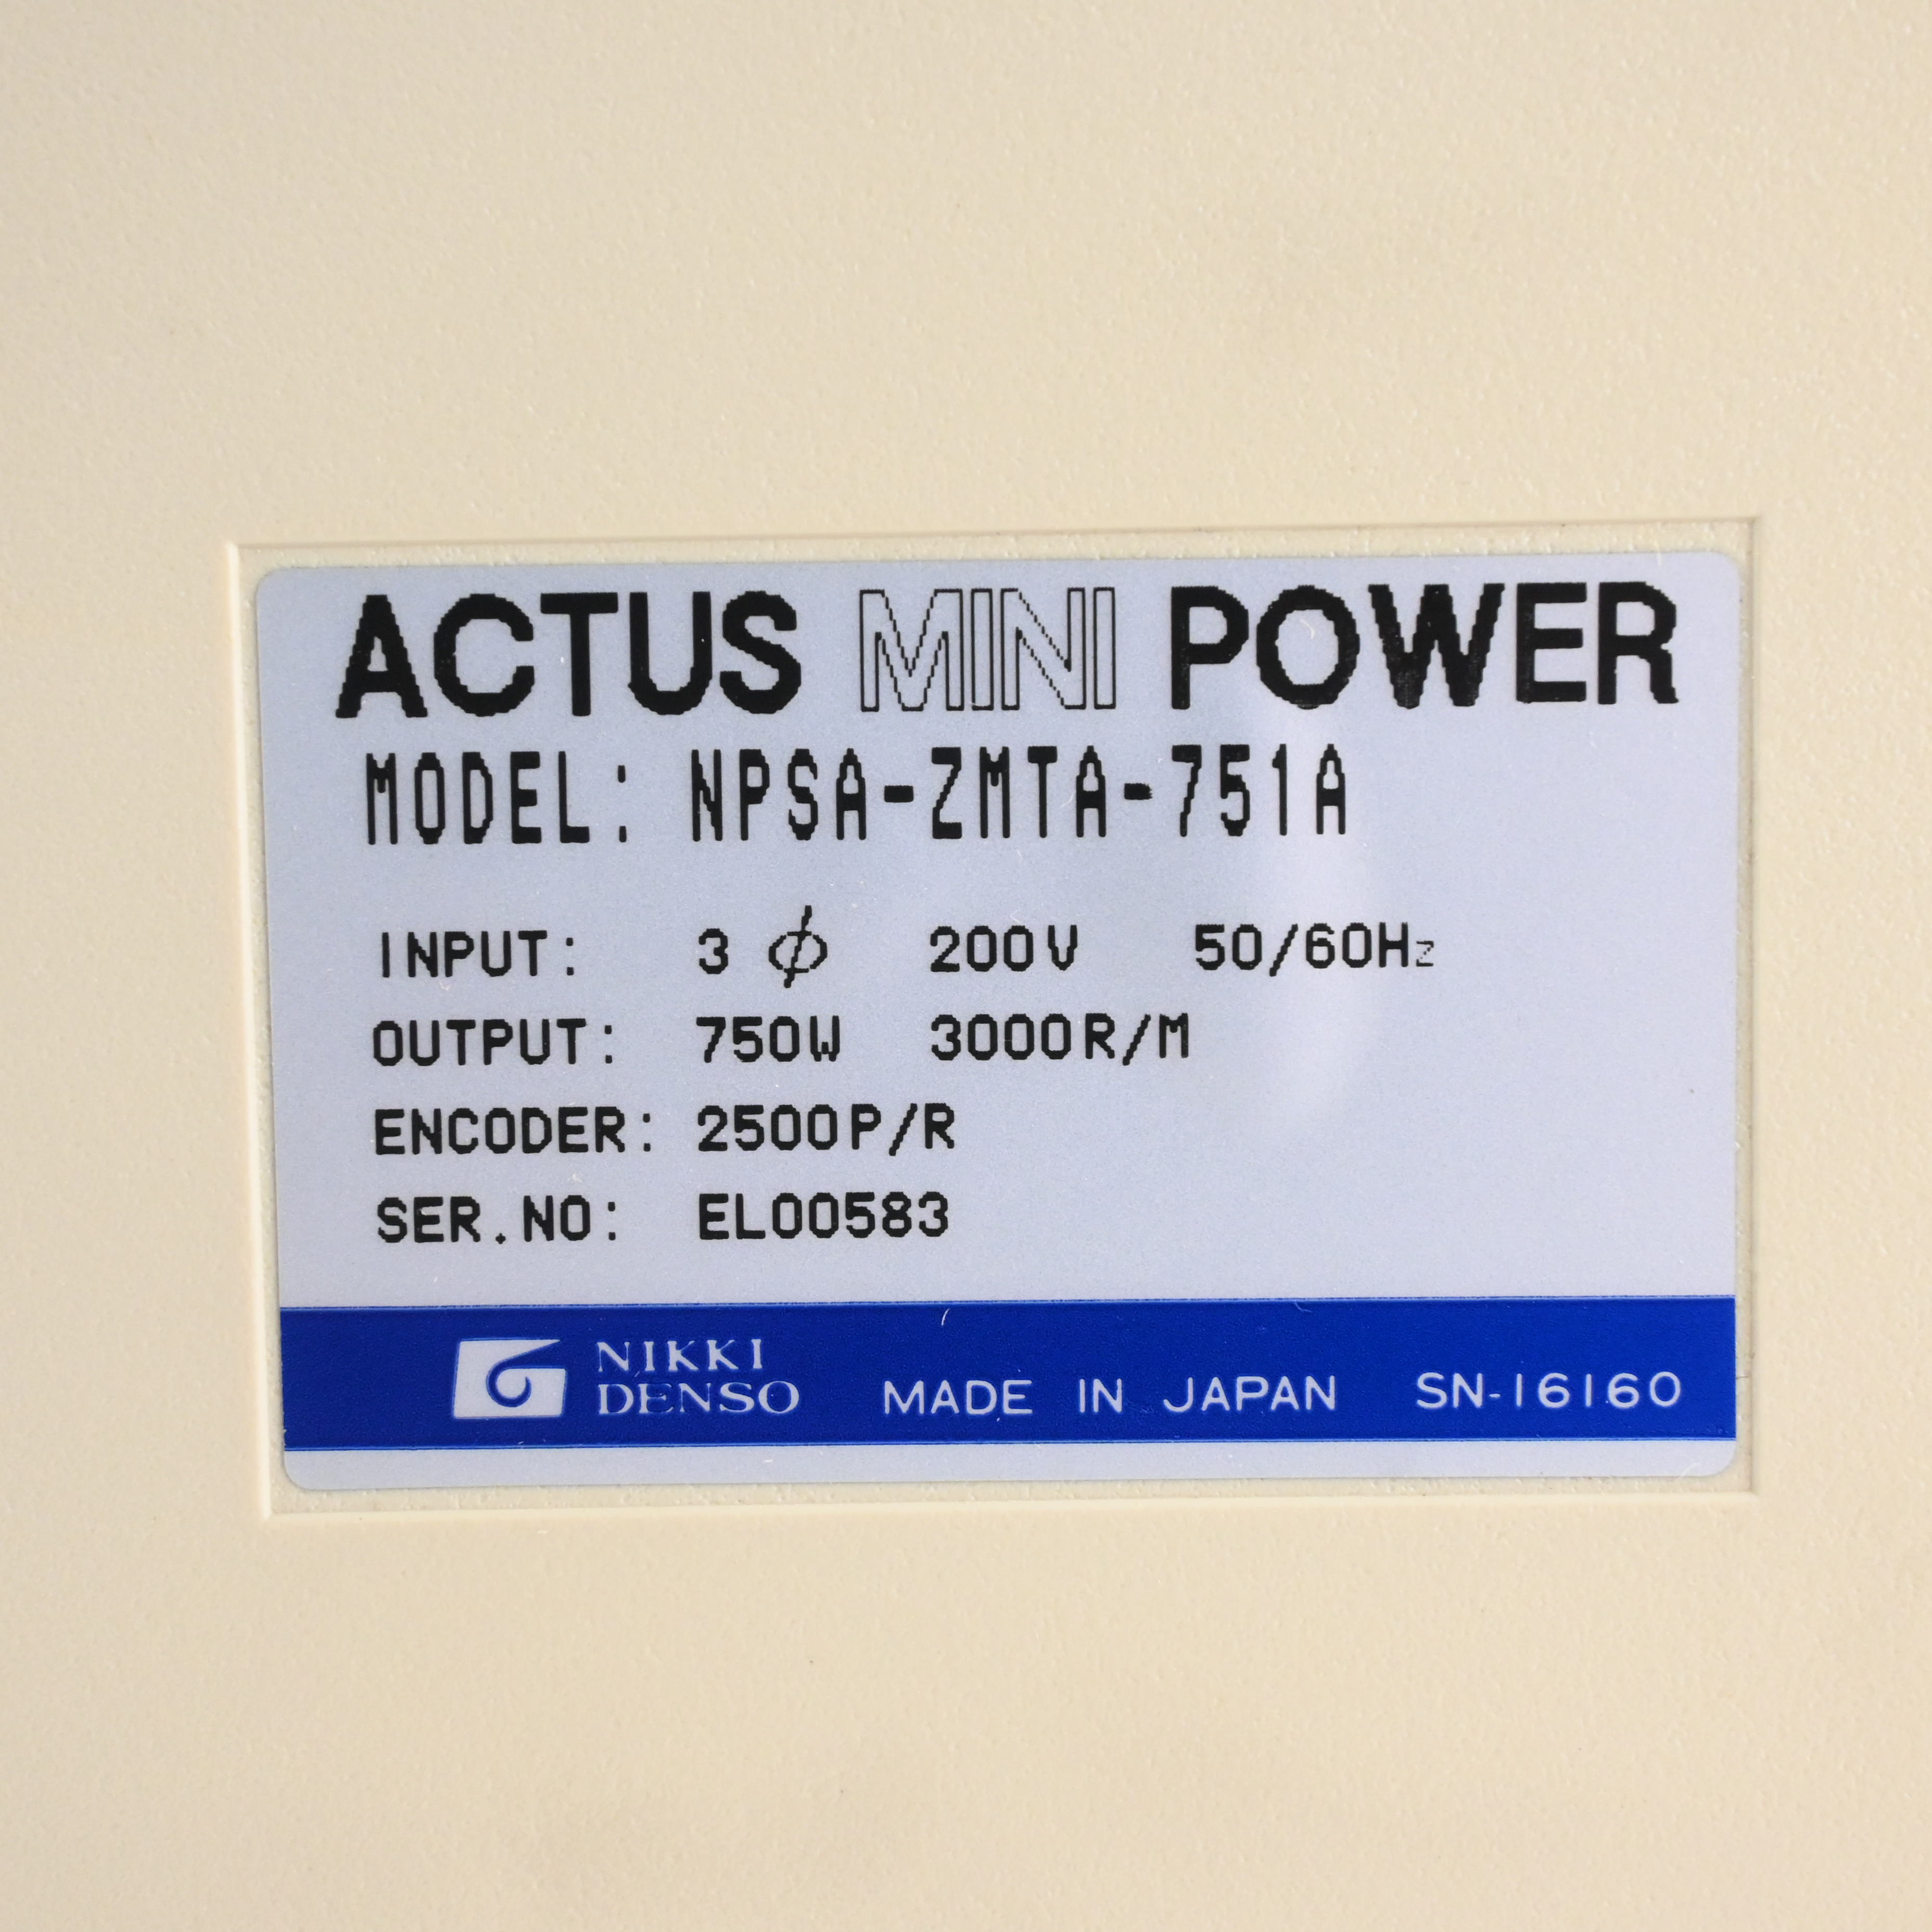 ACTUS MINI POWER
MODEL: NPSA-ZMTA-751A
INPUT: 3 ϕ 200V 50/60Hz
OUTPUT: 750W 3000R/M
ENCODER: 2500P/R
SER.NO: EL00583
NIKKI
DENSO
MADE IN JAPAN SN-16160